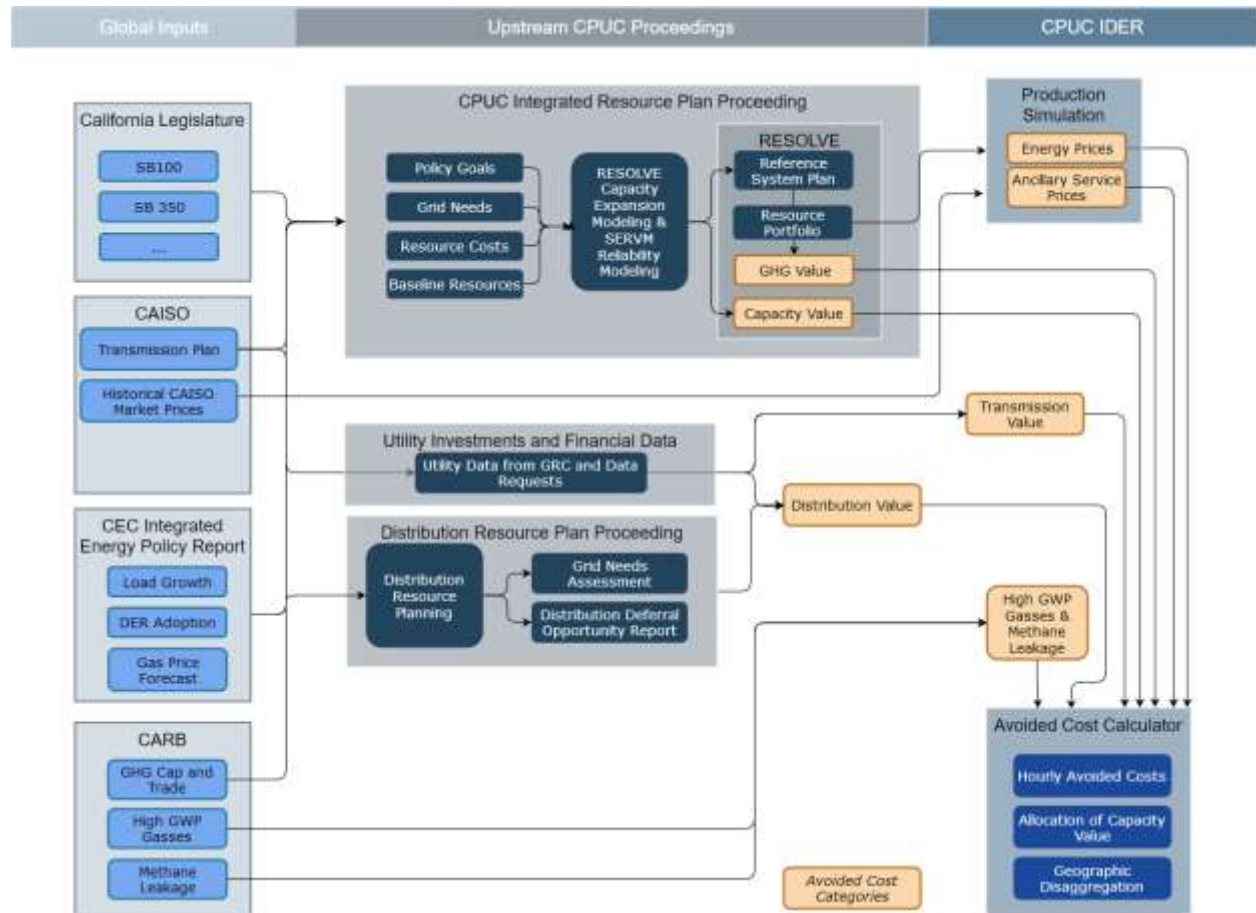 Global Inputs
Upstream CPUC Proceedings
CPUC IDER
California Legislature
SB100
SB 350
...
CAISO
Transmission Plan
Historical CAISO
Market Prices
CEC Integrated
Energy Policy Report
Load Growth
DER Adoption
Gas Price
Forecast
CARB
GHG Cap and
Trade
High GWP
Gasses
Methane
Leakage
CPUC Integrated Resource Plan Proceeding
Policy Goals
Grid Needs
Resource Costs
Baseline Resources
RESOLVE
Capacity
Expansion
Modeling &
SERVM
Reliability
Modeling
RESOLVE
Reference
System Plan
Resource
Portfolio
GHG Value
Capacity Value
Utility Investments and Financial Data
Utility Data from GRC and Data
Requests
Distribution Resource Plan Proceeding
Distribution
Resource
Planning
Grid Needs
Assessment
Distribution Deferral
Opportunity Report
Production
Simulation
Energy Prices
Ancillary Service
Prices
Transmission
Value
Distribution Value
High GWP
Gasses &
Methane
Leakage
Avoided Cost Calculator
Hourly Avoided Costs
Allocation of Capacity
Value
Geographic
Disaggregation
Avoided Cost
Categories